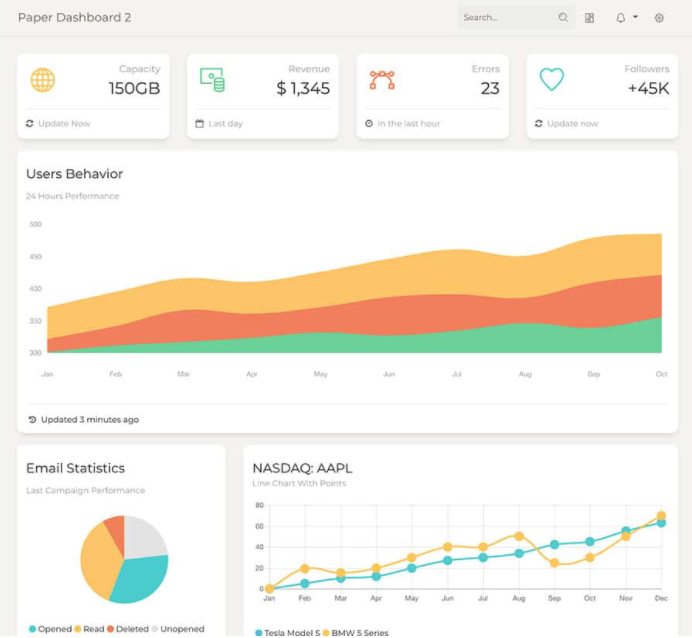 Paper Dashboard 2
Search...
Capacity
150GB
Update Now
Revenue
$ 1,345
Last day
Errors
23
In the last hour
Followers
+45K
Update now
Users Behavior
24 Hours Performance
500
450
400
350
300
Jan Feb Mar Apr May Jun Jul Aug Sep Oct
Updated 3 minutes ago
Email Statistics
Last Campaign Performance
Opened Read Deleted Unopened
NASDAQ: AAPL
Line Chart With Points
80
60
40
20
0
Jan Feb Mar Apr May Jun Jul Aug Sep Oct Nov Dec
Tesla Model S BMW 5 Series